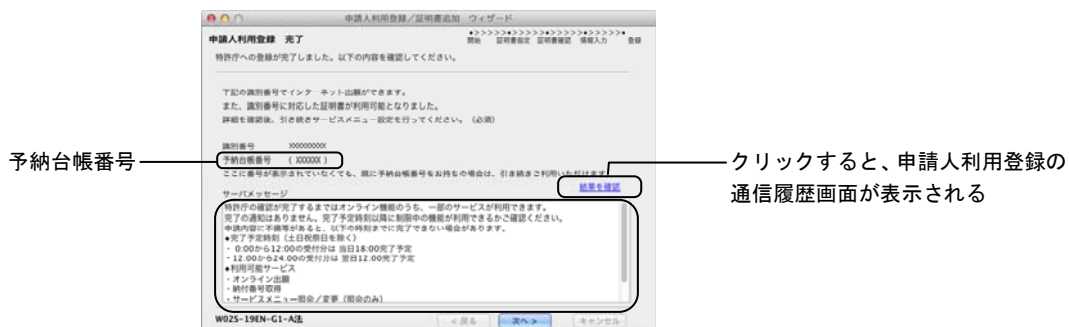 申請人利用登録／証明書追加 ウィザード
申請人利用登録 完了
•>>>>>•>>>>>•>>>>>•>>>>>•
開始 証明書指定 証明書確認 情報入力 登録
特許庁への登録が完了しました。以下の内容を確認してください。
下記の識別番号でインターネット出願ができます。
また、識別番号に対応した証明書が利用可能となりました。
詳細を確認後、引き続きサービスメニュー設定を行ってください。（必須）
識別番号 XXXXXXXXX
予納台帳番号 ( XXXXXX )
ここに番号が表示されていなくても、既に予納台帳番号をお持ちの場合は、引き続きご利用いただけます
結果を確認
サーバメッセージ
特許庁の確認が完了するまではオンライン機能のうち、一部のサービスが利用できます。
完了の通知はありません。完了予定時刻以降に制限中の機能が利用できるかご確認ください。
申請内容に不備等があると、以下の時刻までに完了できない場合があります。
◆完了予定時刻（土日祝祭日を除く）
・ 0:00から12:00の受付分は 当日18:00完了予定
・12:00から24:00の受付分は 翌日12:00完了予定
◆利用可能サービス
・オンライン出願
・納付番号取得
・サービスメニュー照会／変更（照会のみ）
W02S-19EN-G1-A法
< 戻る 次へ > キャンセル
予納台帳番号
クリックすると、申請人利用登録の
通信履歴画面が表示される